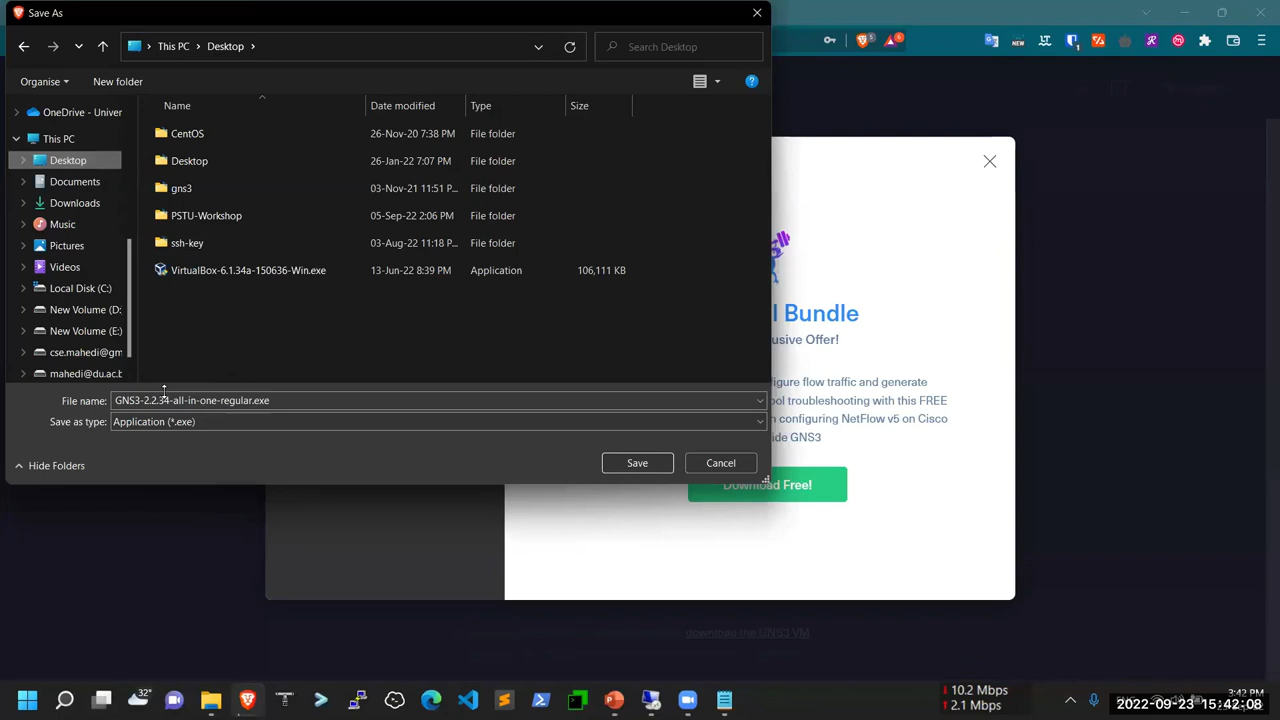 Save As
This PC
Desktop
Search Desktop
Organise
New folder
Name
Date modified
Type
Size
OneDrive - Univer
This PC
Desktop
Documents
Downloads
Music
Pictures
Videos
Local Disk (C:)
New Volume (D:
New Volume (E:)
cse.mahedi@gm
mahedi@du.ac.b
CentOS 26-Nov-20 7:38 PM File folder
Desktop 26-Jan-22 7:07 PM File folder
gns3 03-Nov-21 11:51 P... File folder
PSTU-Workshop 05-Sep-22 2:06 PM File folder
ssh-key 03-Aug-22 11:18 P... File folder
VirtualBox-6.1.34a-150636-Win.exe 13-Jun-22 8:39 PM Application 106,111 KB
File name: GNS3-2.2.34-all-in-one-regular.exe
Save as type: Application (*.exe)
Hide Folders
Save
Cancel
l Bundle
usive Offer!
igure flow traffic and generate
ool troubleshooting with this FREE
n configuring NetFlow v5 on Cisco
ide GNS3
Download Free!
download the GNS3 VM
32°
10.2 Mbps
2.1 Mbps
3:42 PM
2022-09-23 15:42:08